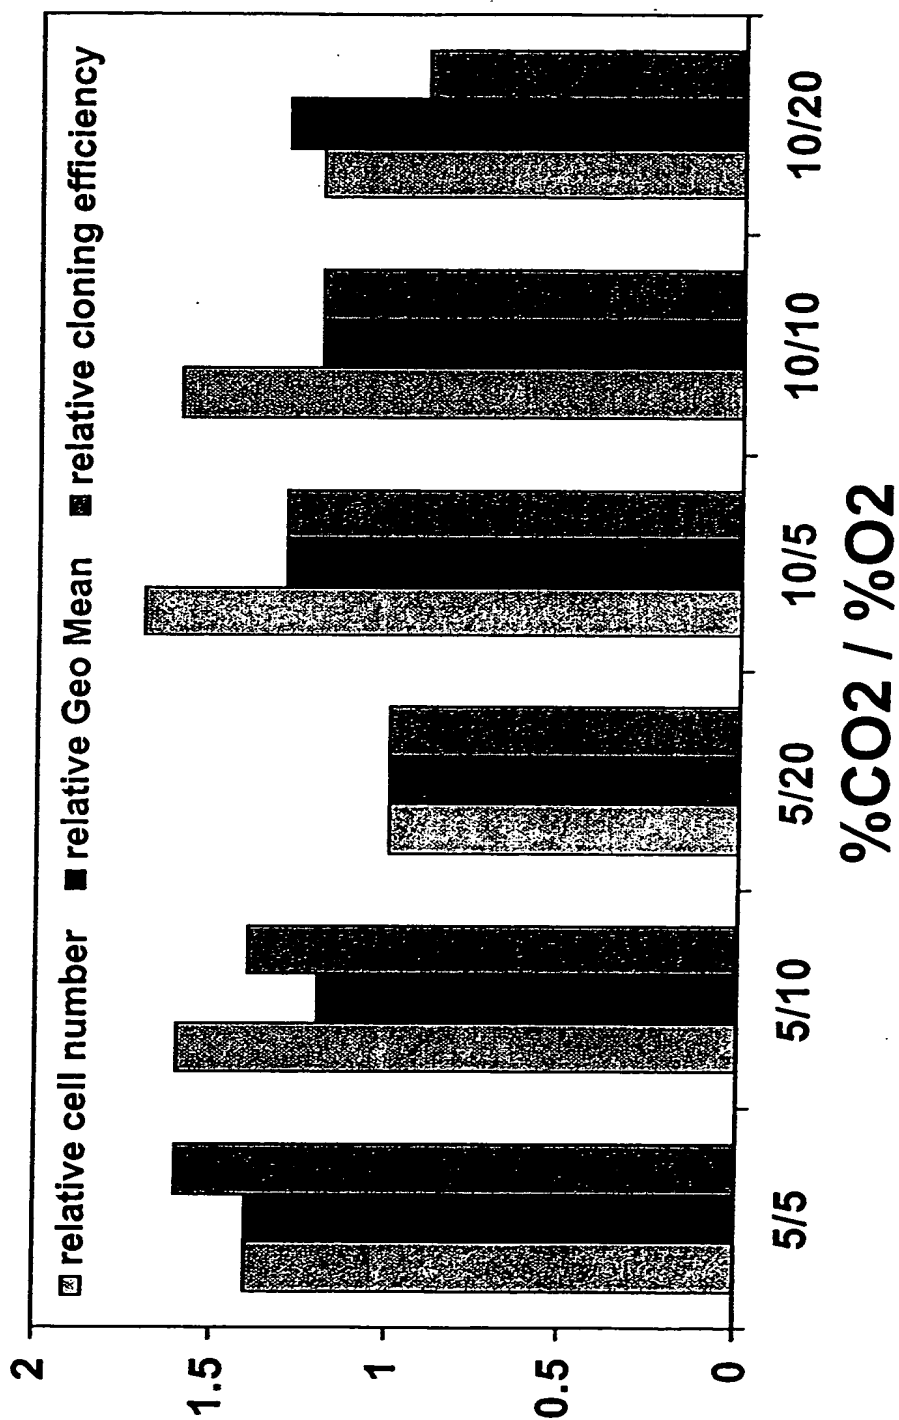 relative cell number relative Geo Mean relative cloning efficiency
2
1.5
1
0.5
0
5/5 5/10 5/20 10/5 10/10 10/20
%CO2 / %O2